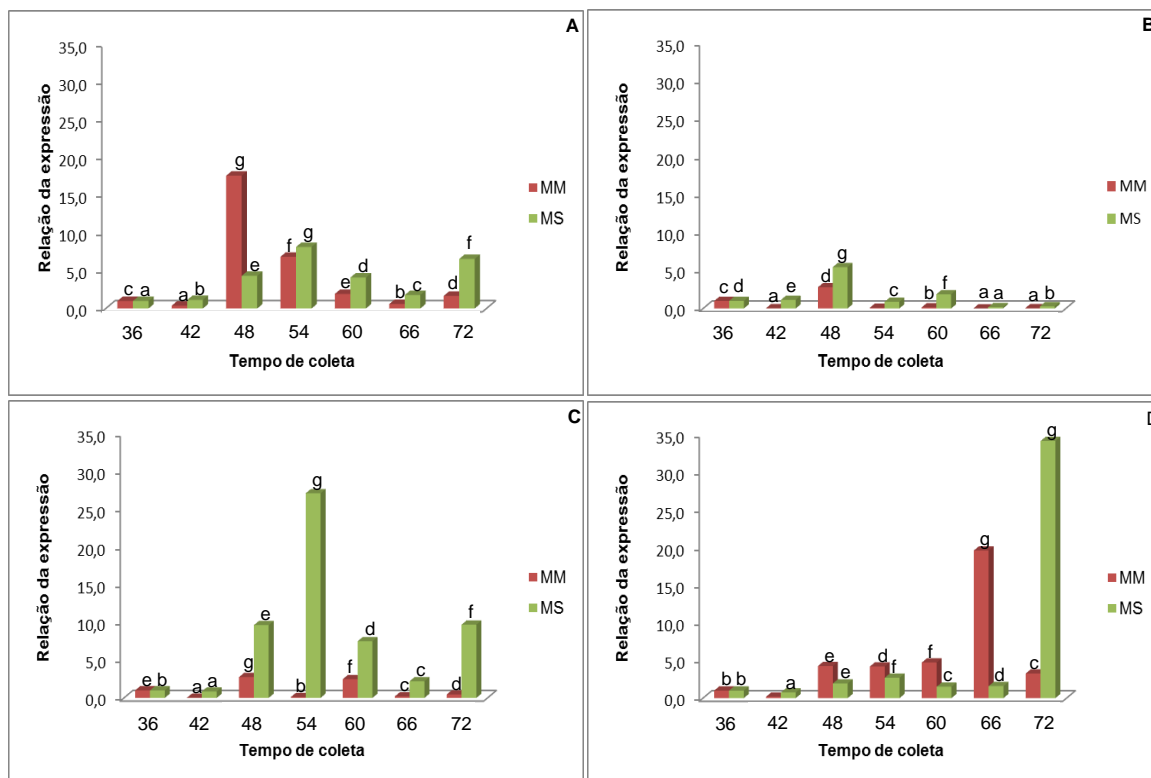 A
Relação da expressão
35,0
30,0
25,0
20,0
15,0
10,0
5,0
0,0
c a a b g e f g e d b c d f
36 42 48 54 60 66 72
Tempo de coleta
MM
MS
B
Relação da expressão
35,0
30,0
25,0
20,0
15,0
10,0
5,0
0,0
c d a e d g c b f a a a b
36 42 48 54 60 66 72
Tempo de coleta
MM
MS
C
Relação da expressão
35,0
30,0
25,0
20,0
15,0
10,0
5,0
0,0
e b a a g e b g f d c c d f
36 42 48 54 60 66 72
Tempo de coleta
MM
MS
D
Relação da expressão
35,0
30,0
25,0
20,0
15,0
10,0
5,0
0,0
b b a e c d f f c g d c g
36 42 48 54 60 66 72
Tempo de coleta
MM
MS